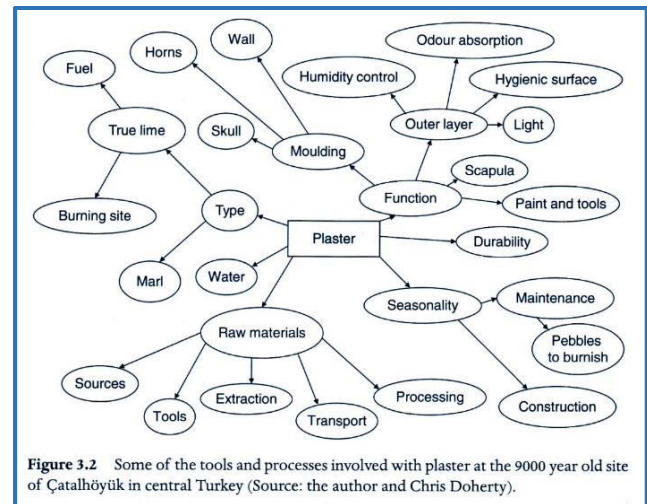 Odour absorption
Wall
Horns
Fuel
Humidity control
Hygienic surface
True lime
Skull
Outer layer
Light
Moulding
Scapula
Function
Paint and tools
Burning site
Type
Plaster
Durability
Marl
Water
Seasonality
Maintenance
Raw materials
Pebbles
to burnish
Sources
Processing
Extraction
Construction
Tools
Transport
Figure 3.2 Some of the tools and processes involved with plaster at the 9000 year old site
of Çatalhöyük in central Turkey (Source: the author and Chris Doherty).